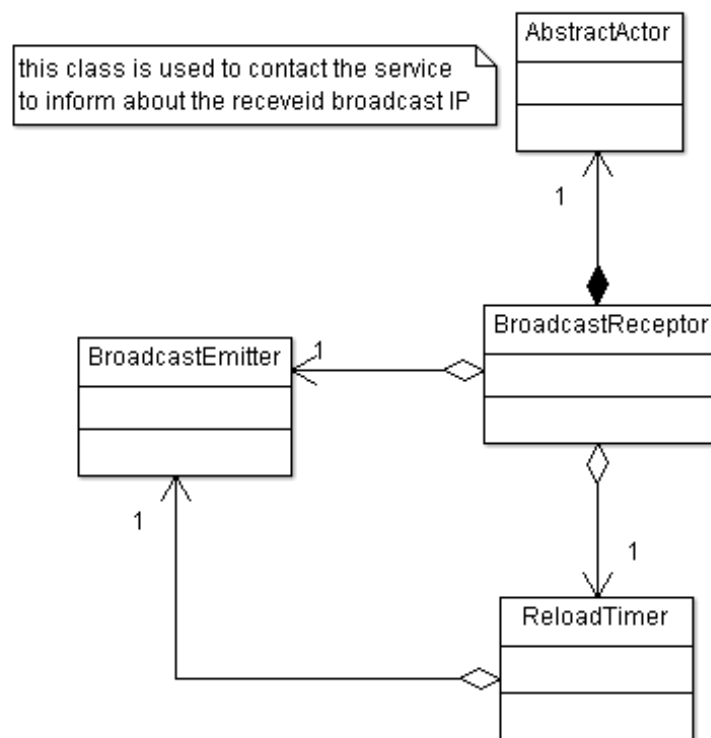 AbstractActor
this class is used to contact the service
to inform about the receveid broadcast IP
1
BroadcastReceptor
BroadcastEmitter
1
1
1
ReloadTimer